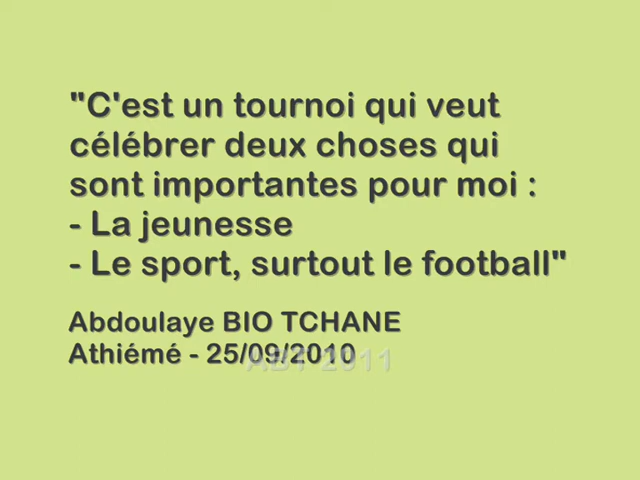 "C'est un tournoi qui veut
célébrer deux choses qui
sont importantes pour moi :
- La jeunesse
- Le sport, surtout le football"
Abdoulaye BIO TCHANE
Athiémé - 25/09/2010
ABT 2011